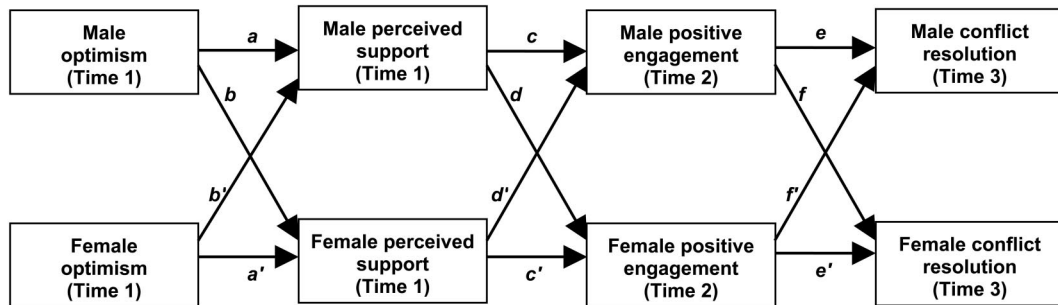 Male
optimism
(Time 1)
a
b
Male perceived
support
(Time 1)
c
d
Male positive
engagement
(Time 2)
e
f
Male conflict
resolution
(Time 3)
Female
optimism
(Time 1)
b'
a'
Female perceived
support
(Time 1)
d'
c'
Female positive
engagement
(Time 2)
f'
e'
Female conflict
resolution
(Time 3)